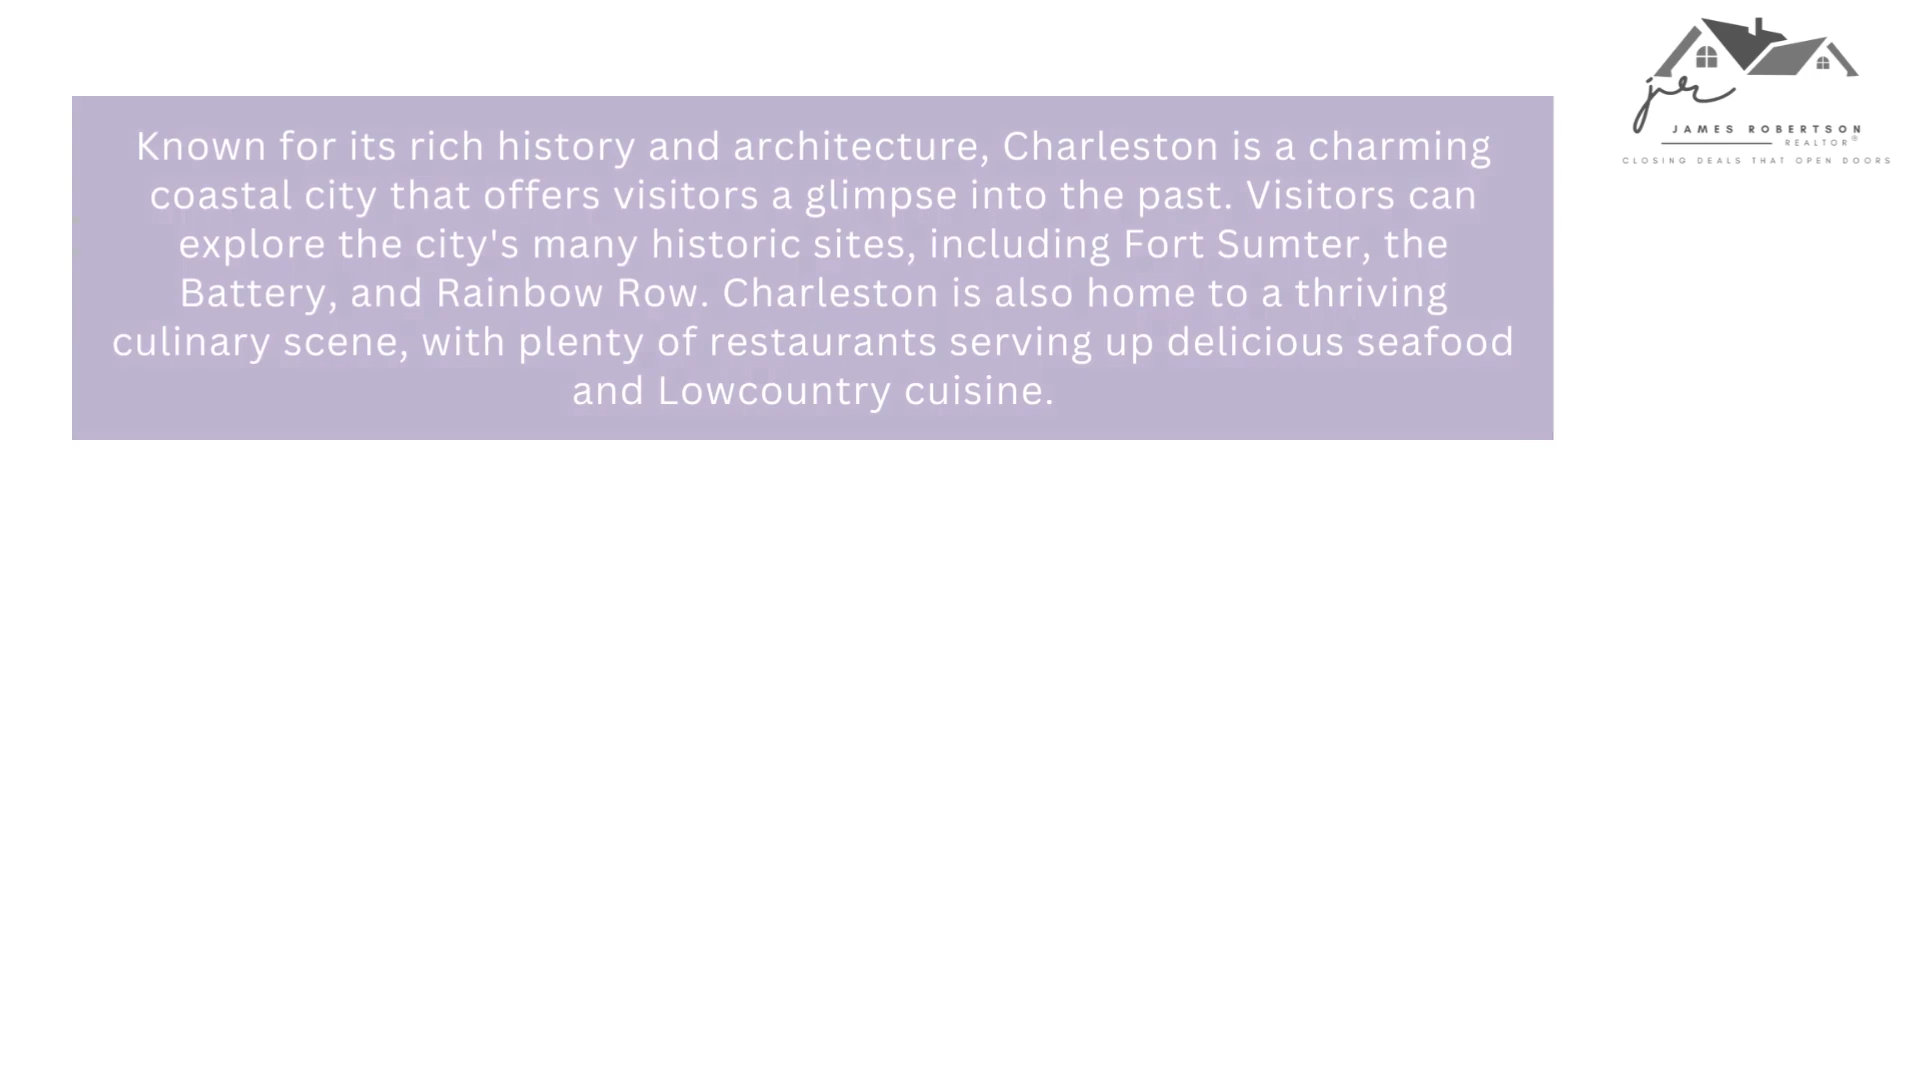 Known for its rich history and architecture, Charleston is a charming
coastal city that offers visitors a glimpse into the past. Visitors can
explore the city's many historic sites, including Fort Sumter, the
Battery, and Rainbow Row. Charleston is also home to a thriving
culinary scene, with plenty of restaurants serving up delicious seafood
and Lowcountry cuisine.
jr
JAMES ROBERTSON
REALTOR®
CLOSING DEALS THAT OPEN DOORS